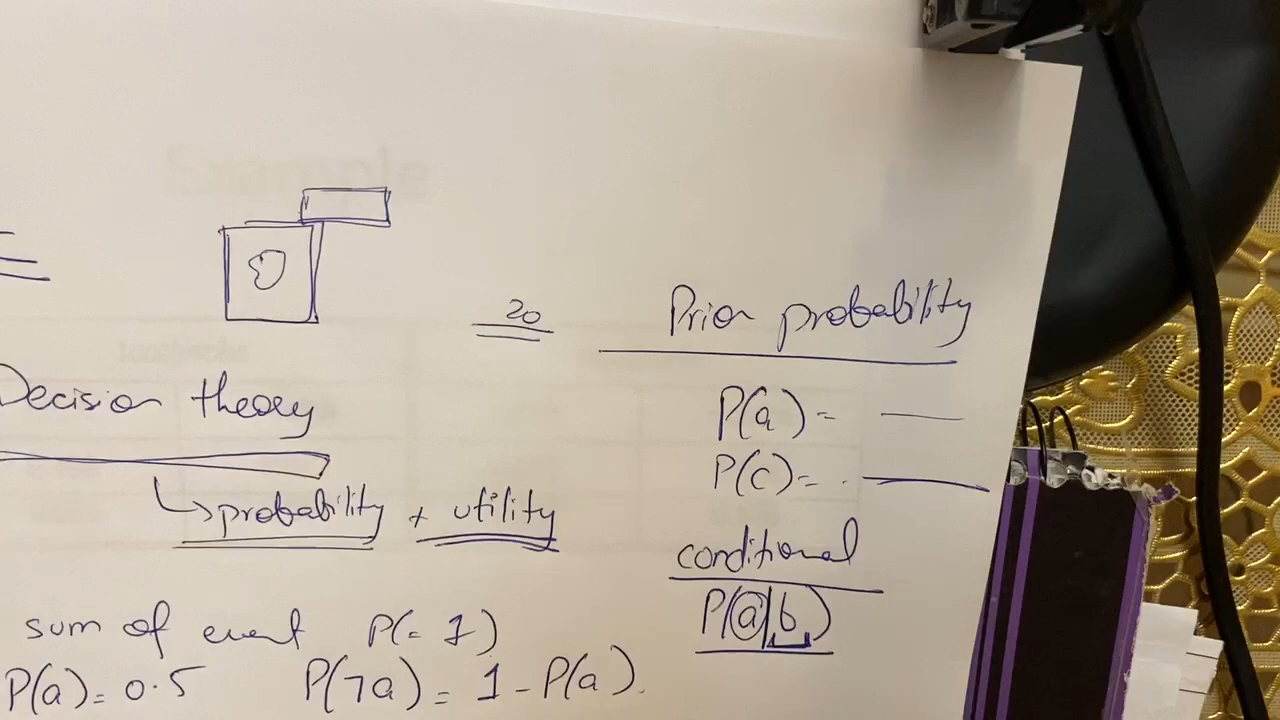 20
Prior probability
Decision theory
P(a) =
P(c) =
probability + utility
conditional
P(a|b)
sum of event P(= 1)
P(a) = 0.5 P(¬a) = 1 - P(a).